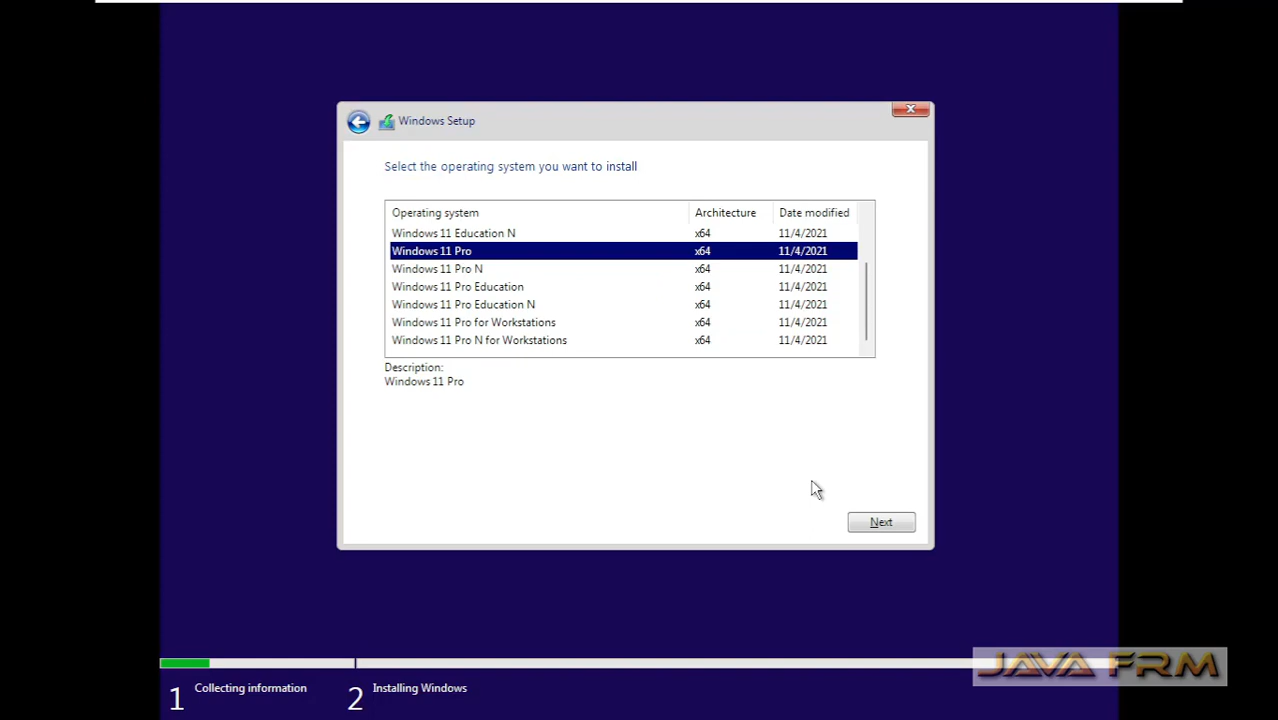 Windows Setup
Select the operating system you want to install
Operating system Architecture Date modified
Windows 11 Education N x64 11/4/2021
Windows 11 Pro x64 11/4/2021
Windows 11 Pro N x64 11/4/2021
Windows 11 Pro Education x64 11/4/2021
Windows 11 Pro Education N x64 11/4/2021
Windows 11 Pro for Workstations x64 11/4/2021
Windows 11 Pro N for Workstations x64 11/4/2021
Description:
Windows 11 Pro
Next
JAVA FRM
1 Collecting information 2 Installing Windows